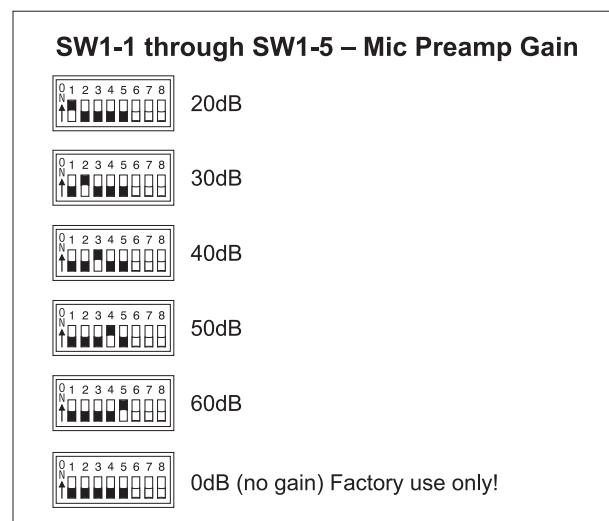 SW1-1 through SW1-5 – Mic Preamp Gain
ON 1 2 3 4 5 6 7 8
20dB
ON 1 2 3 4 5 6 7 8
30dB
ON 1 2 3 4 5 6 7 8
40dB
ON 1 2 3 4 5 6 7 8
50dB
ON 1 2 3 4 5 6 7 8
60dB
ON 1 2 3 4 5 6 7 8
0dB (no gain) Factory use only!